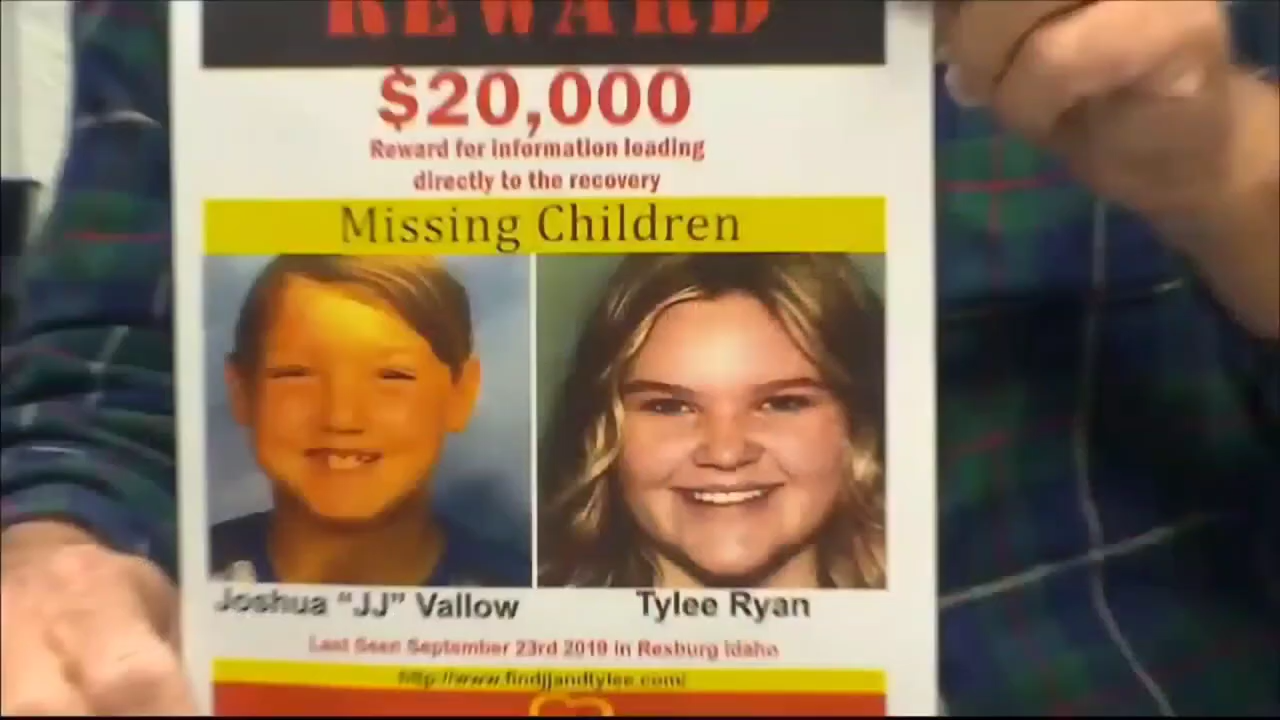 REWARD
$20,000
Reward for information leading
directly to the recovery
Missing Children
Joshua "JJ" Vallow
Tylee Ryan
Last Seen September 23rd 2019 in Rexburg Idaho
http://www.findjjandtylee.com/